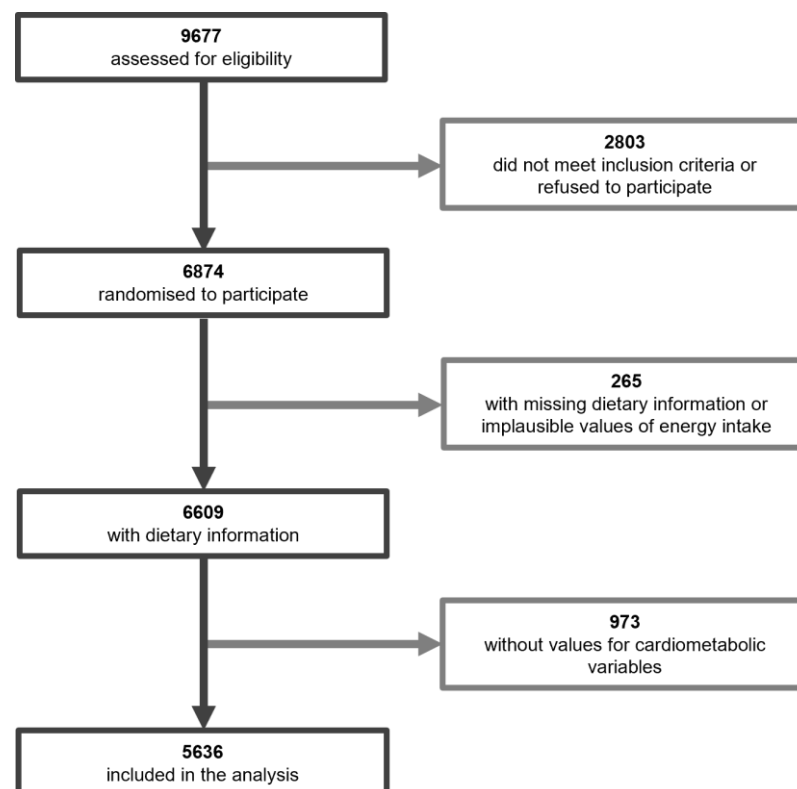 9677
assessed for eligibility
2803
did not meet inclusion criteria or
refused to participate
6874
randomised to participate
265
with missing dietary information or
implausible values of energy intake
6609
with dietary information
973
without values for cardiometabolic
variables
5636
included in the analysis